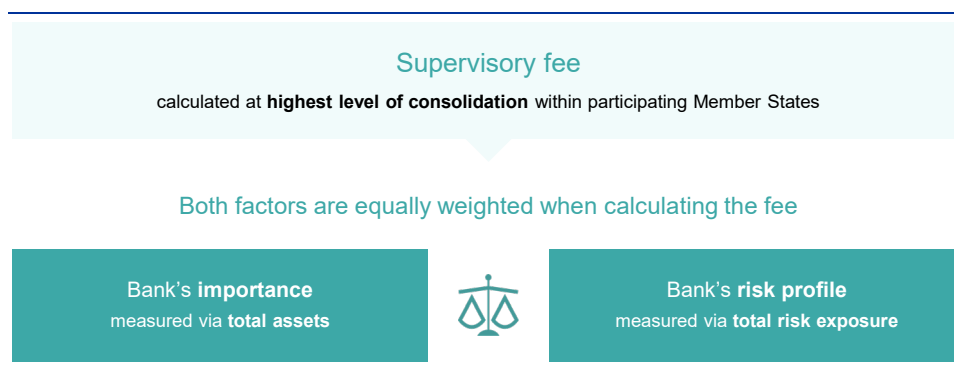 Supervisory fee
calculated at highest level of consolidation within participating Member States
Both factors are equally weighted when calculating the fee
Bank’s importance
measured via total assets
Bank’s risk profile
measured via total risk exposure